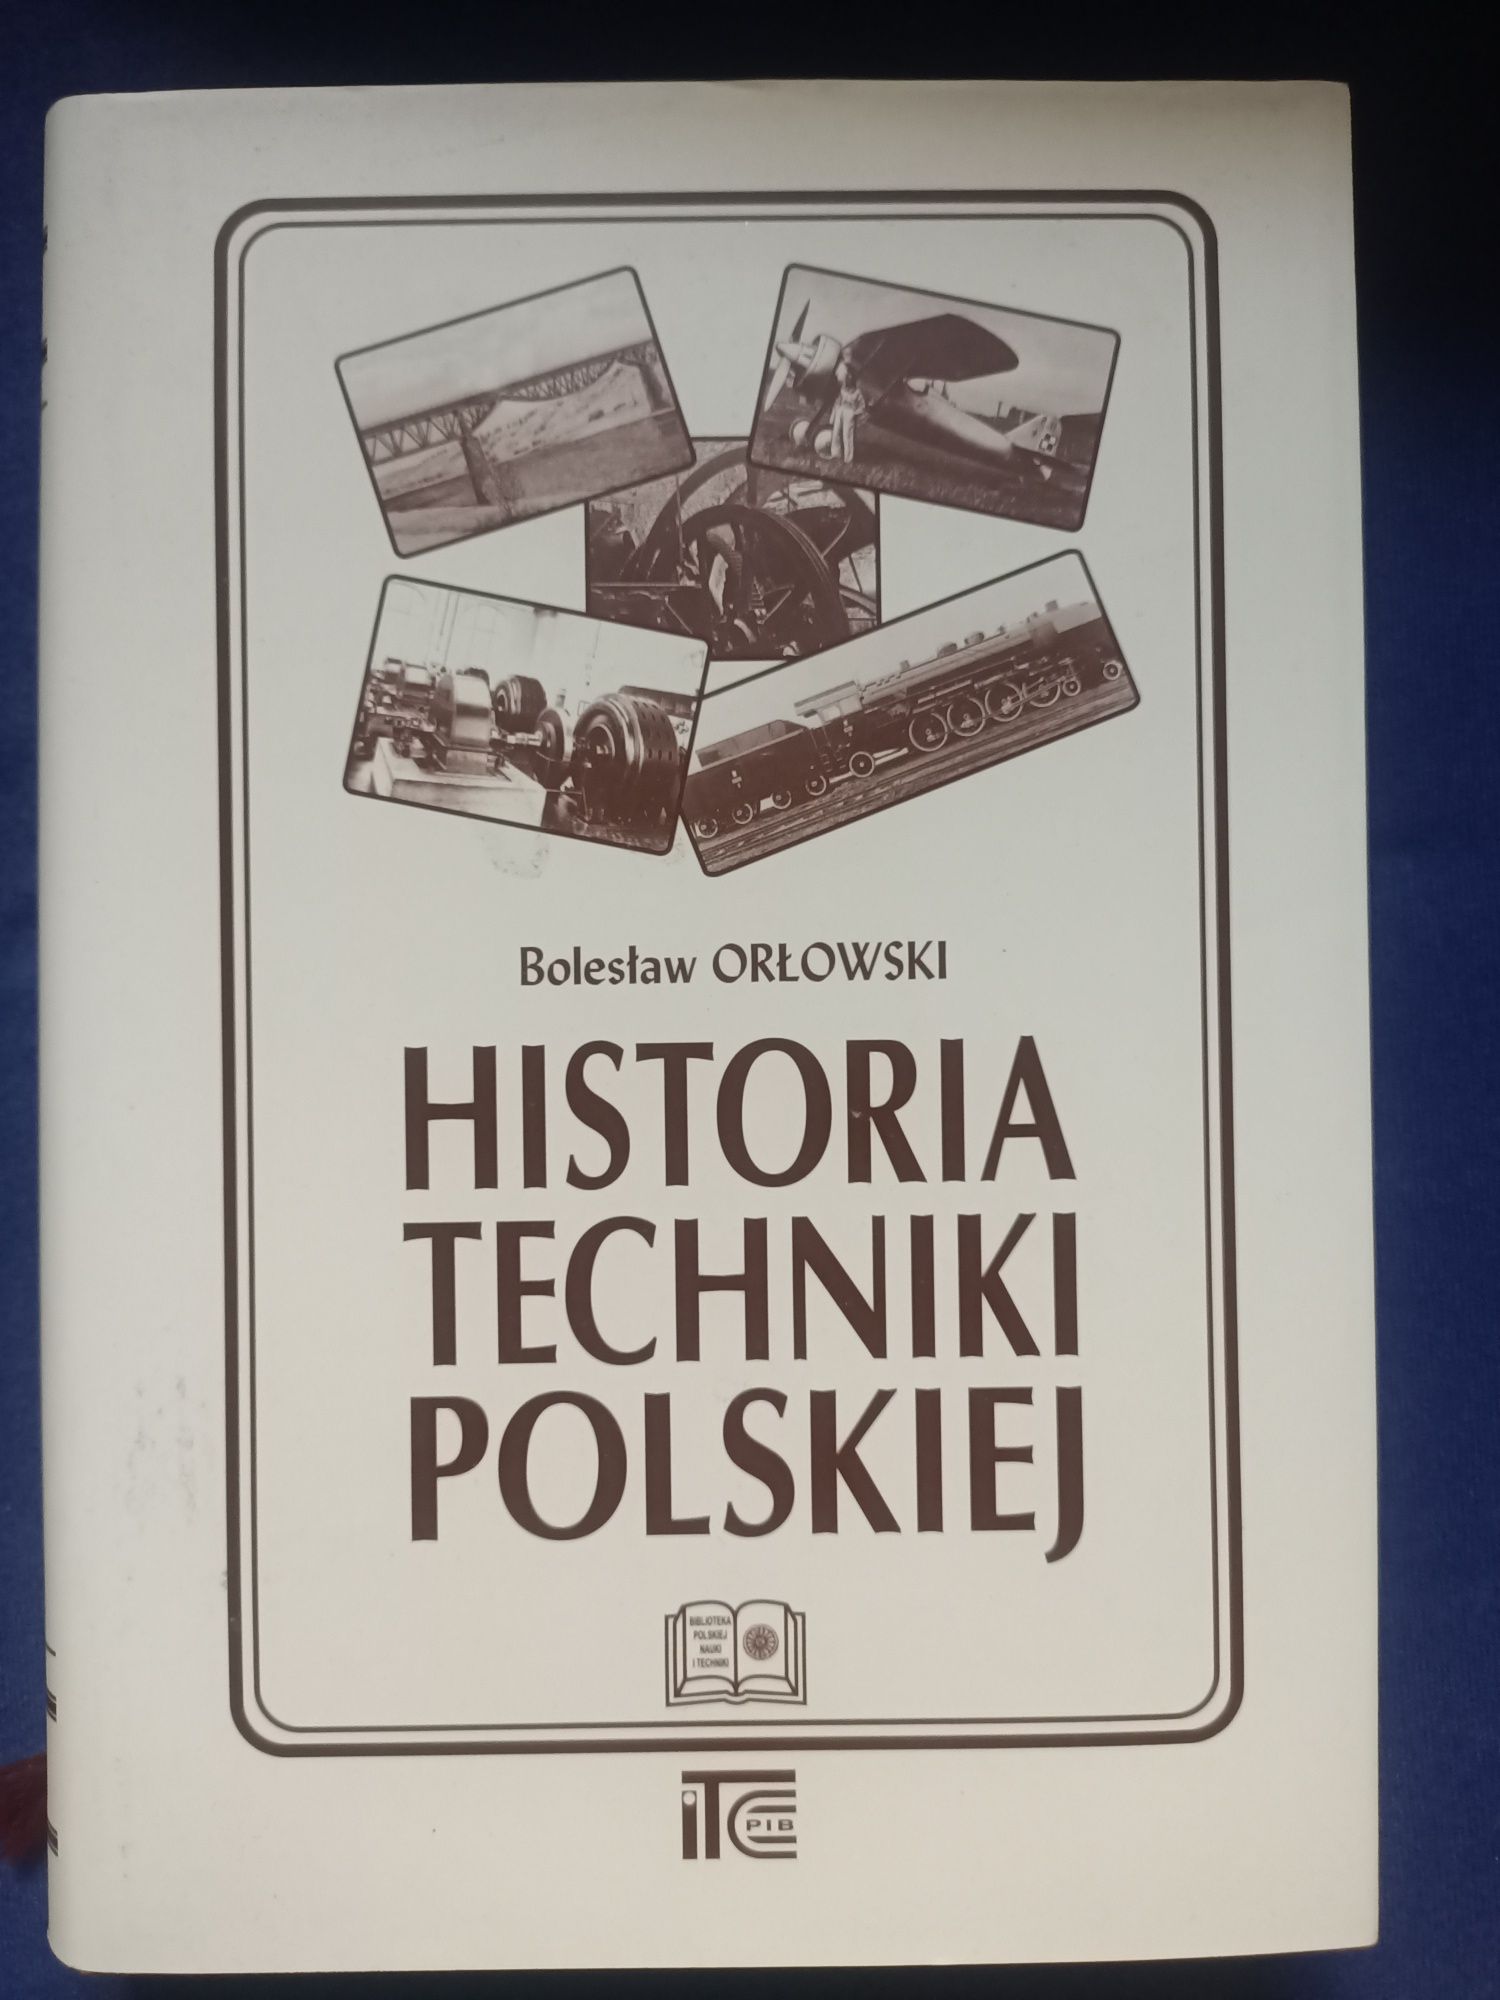 Bolesław ORŁOWSKI
HISTORIA
TECHNIKI
POLSKIEJ
BIBLIOTEKA
POLSKIEJ
NAUKI
I TECHNIKI
iTe
PIB